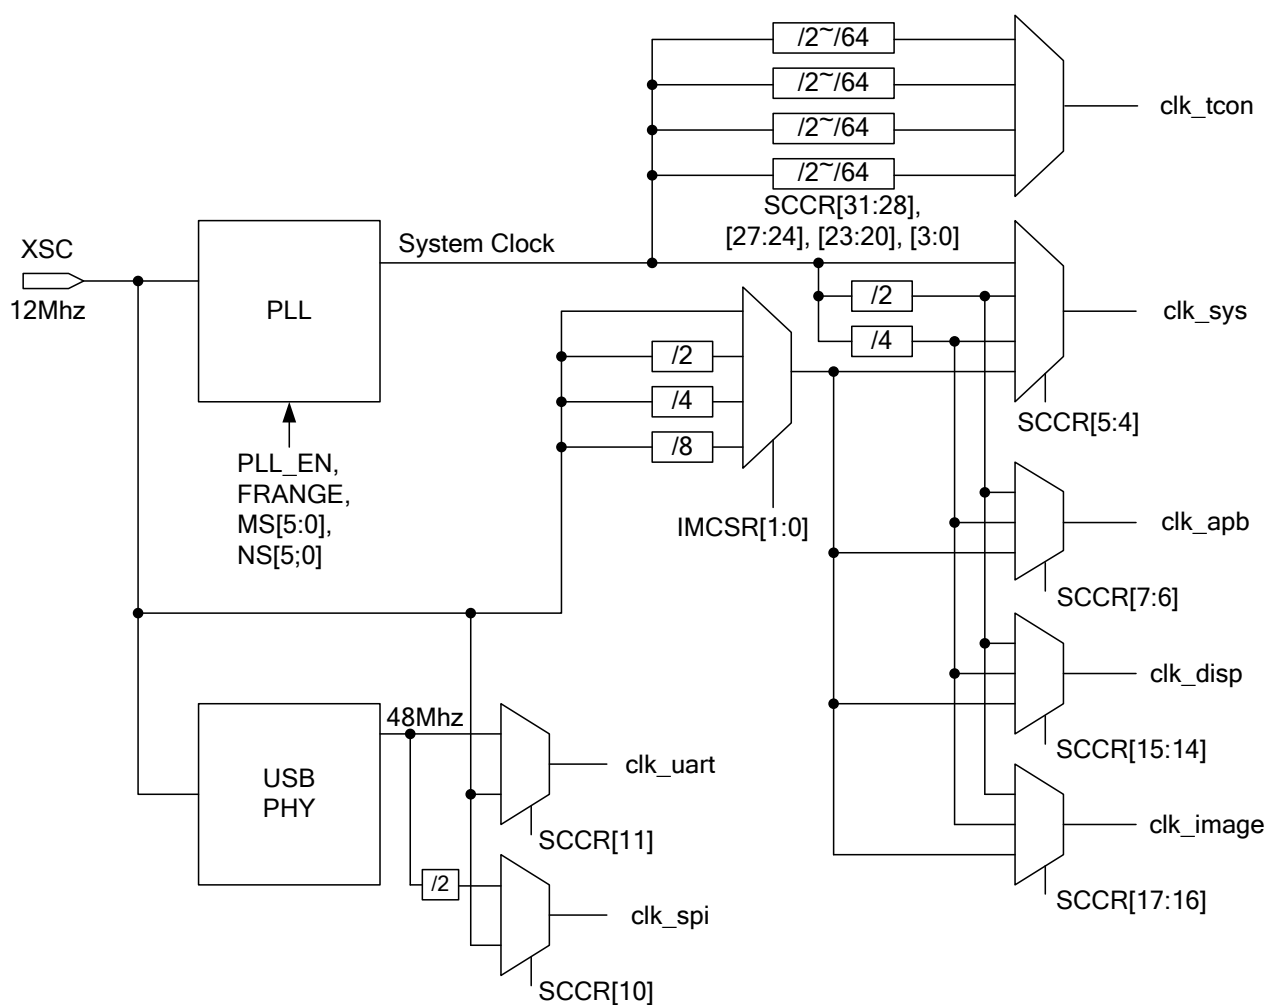 /2~/64
/2~/64
/2~/64
/2~/64
clk_tcon
SCCR[31:28],
[27:24], [23:20], [3:0]
XSC
12Mhz
PLL
System Clock
/2
/4
clk_sys
SCCR[5:4]
/2
/4
/8
IMCSR[1:0]
PLL_EN,
FRANGE,
MS[5:0],
NS[5;0]
clk_apb
SCCR[7:6]
clk_disp
SCCR[15:14]
clk_image
SCCR[17:16]
USB
PHY
48Mhz
clk_uart
SCCR[11]
/2
clk_spi
SCCR[10]